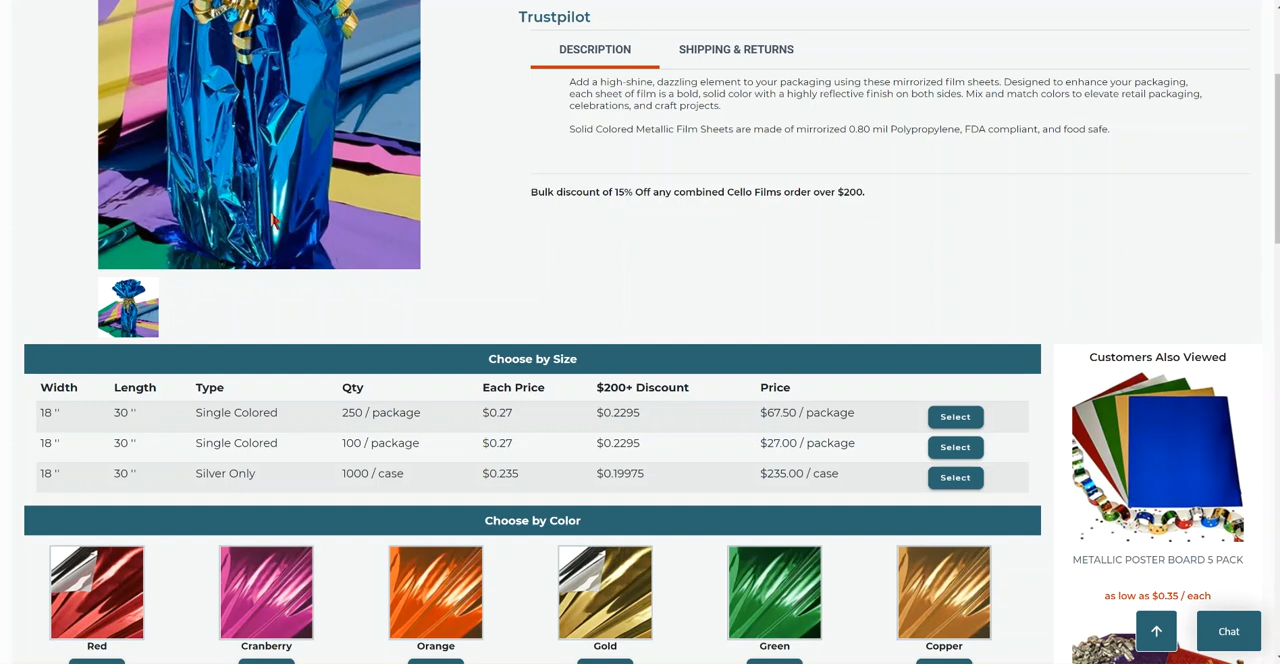 Trustpilot
DESCRIPTION SHIPPING & RETURNS
Add a high-shine, dazzling element to your packaging using these mirrorized film sheets. Designed to enhance your packaging,
each sheet of film is a bold, solid color with a highly reflective finish on both sides. Mix and match colors to elevate retail packaging,
celebrations, and craft projects.
Solid Colored Metallic Film Sheets are made of mirrorized 0.80 mil Polypropylene, FDA compliant, and food safe.
Bulk discount of 15% Off any combined Cello Films order over $200.
Choose by Size
Width Length Type Qty Each Price $200+ Discount Price
18 '' 30 '' Single Colored 250 / package $0.27 $0.2295 $67.50 / package Select
18 '' 30 '' Single Colored 100 / package $0.27 $0.2295 $27.00 / package Select
18 '' 30 '' Silver Only 1000 / case $0.235 $0.19975 $235.00 / case Select
Choose by Color
Red Cranberry Orange Gold Green Copper
Customers Also Viewed
METALLIC POSTER BOARD 5 PACK
as low as $0.35 / each
Chat